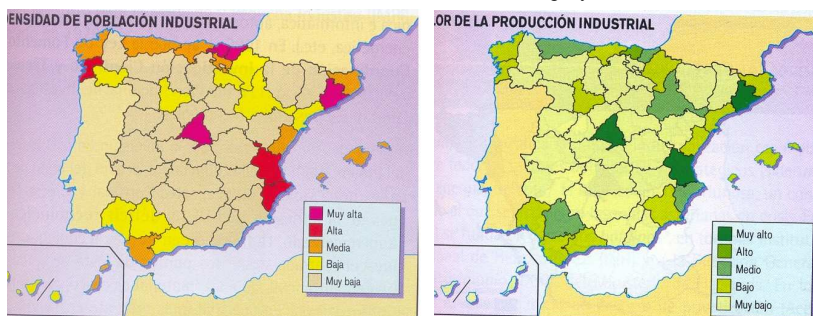 DENSIDAD DE POBLACIÓN INDUSTRIAL
Muy alta
Alta
Media
Baja
Muy baja
LOR DE LA PRODUCCIÓN INDUSTRIAL
Muy alto
Alto
Medio
Bajo
Muy bajo